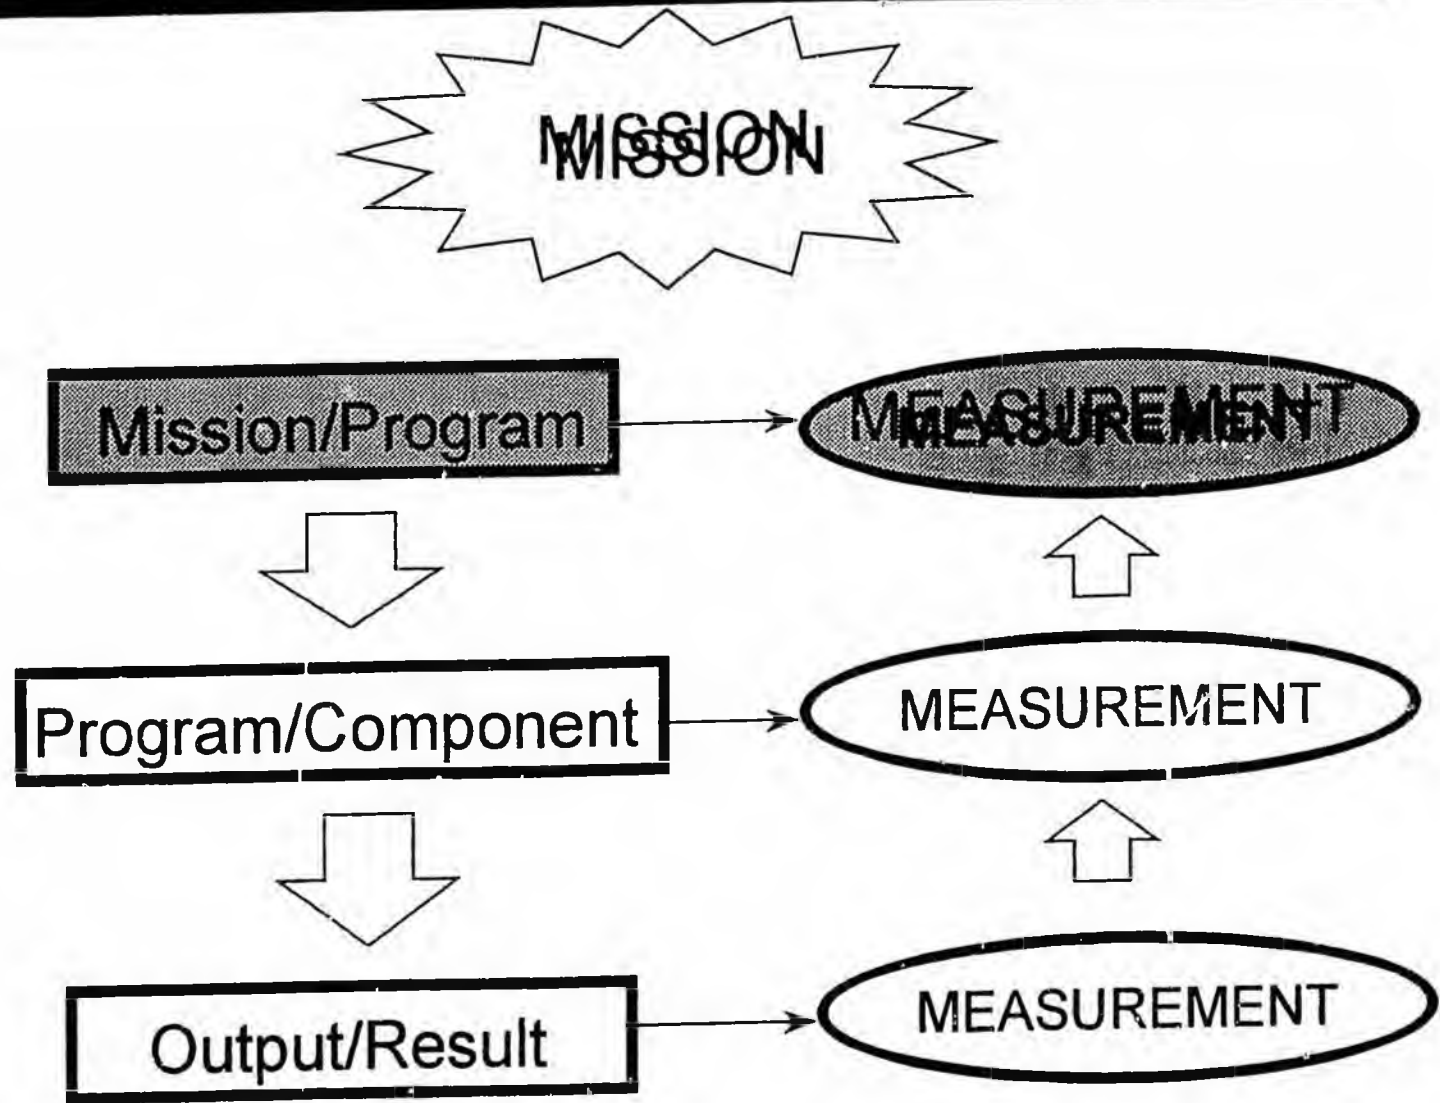 MISSION
Mission/Program
MEASUREMENT
Program/Component
MEASUREMENT
Output/Result
MEASUREMENT